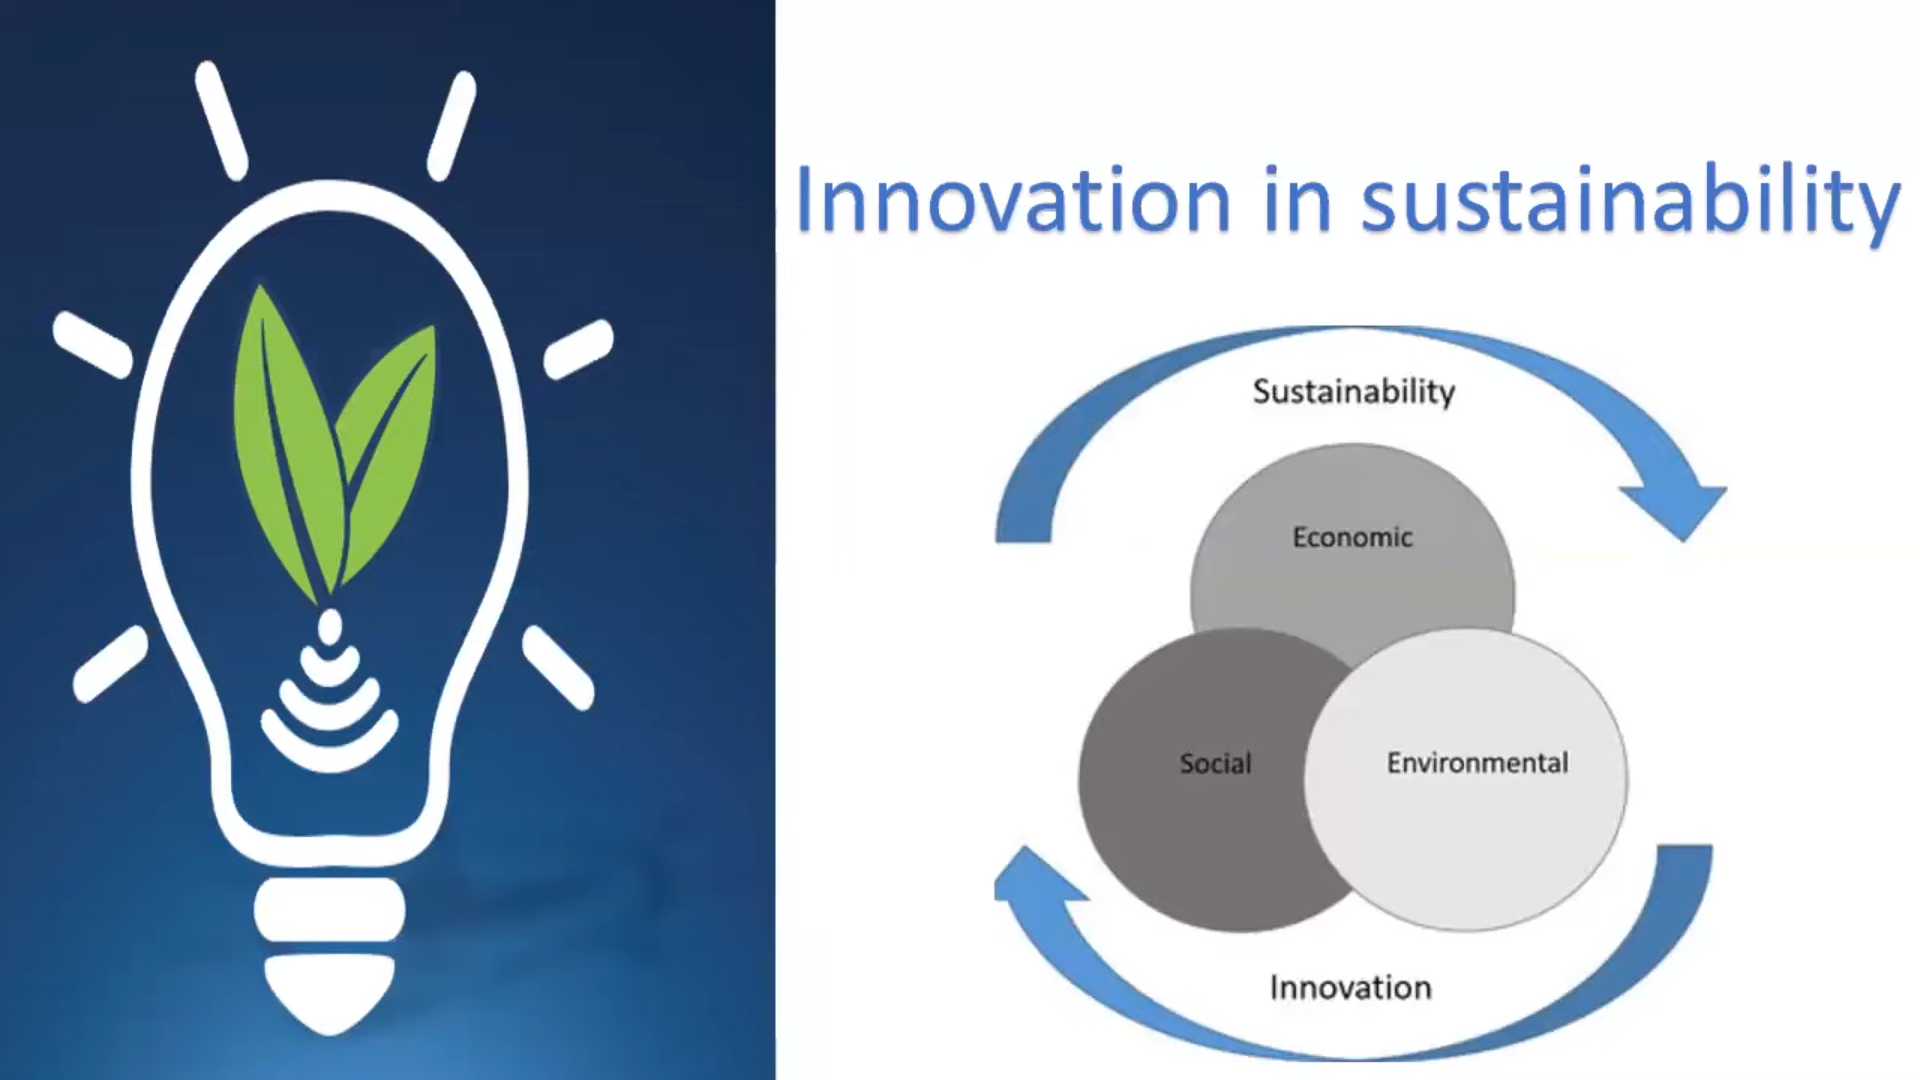 Innovation in sustainability
Sustainability
Economic
Social
Environmental
Innovation